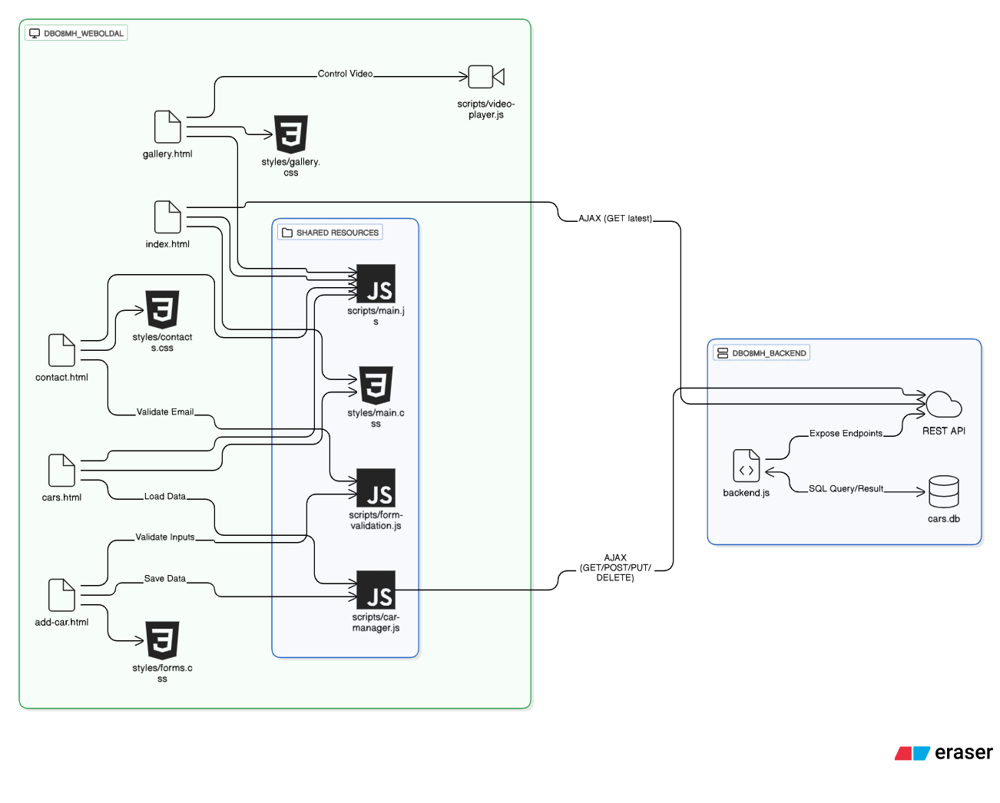 DBO8MH_WEBOLDAL
Control Video
scripts/video-
player.js
gallery.html
styles/gallery.
css
index.html
AJAX (GET latest)
SHARED RESOURCES
JS
scripts/main.j
s
styles/contact
s.css
contact.html
DBO8MH_BACKEND
styles/main.c
ss
Validate Email
REST API
Expose Endpoints
backend.js
SQL Query/Result
cars.db
cars.html
Load Data
JS
scripts/form-
validation.js
Validate Inputs
AJAX
(GET/POST/PUT/
DELETE)
Save Data
add-car.html
JS
scripts/car-
manager.js
styles/forms.c
ss
eraser